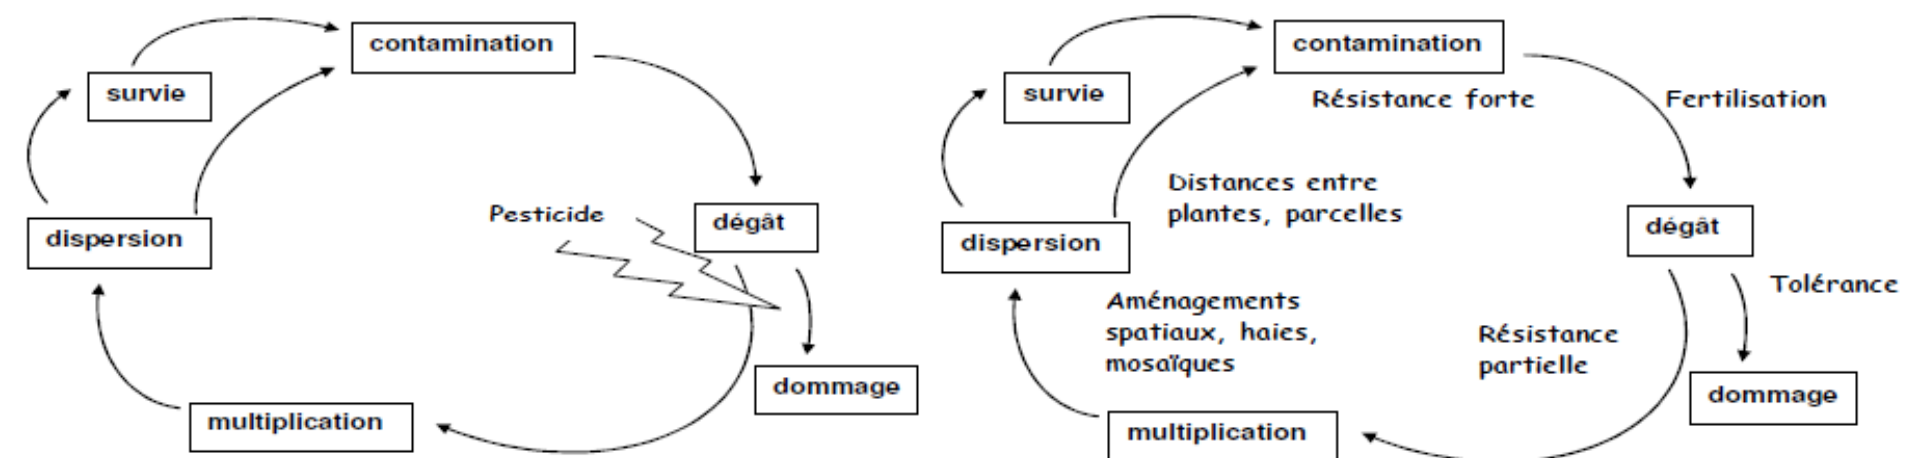 contamination
survie
Pesticide
dégât
dispersion
dommage
multiplication
contamination
survie
Résistance forte
Fertilisation
Distances entre
plantes, parcelles
dégât
dispersion
Tolérance
Aménagements
spatiaux, haies,
mosaïques
Résistance
partielle
dommage
multiplication